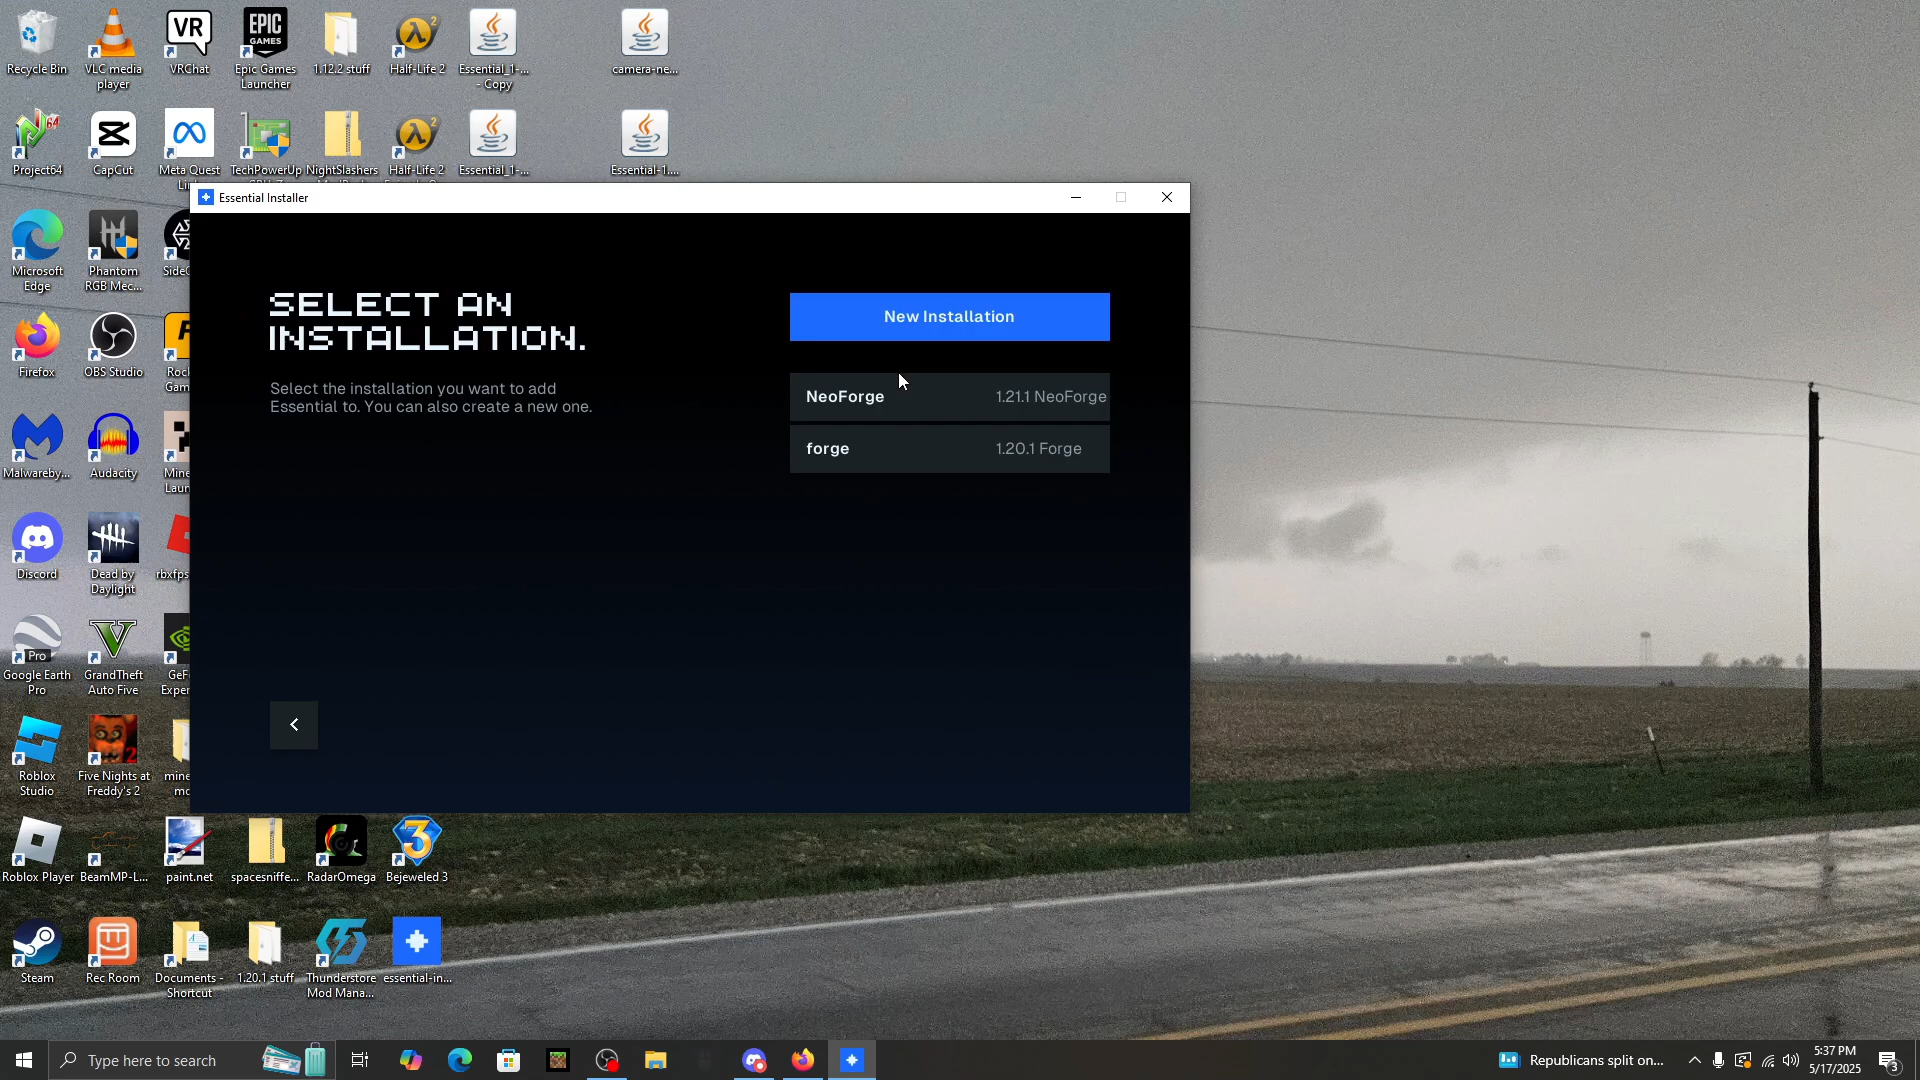 Recycle Bin
VLC media
player
VRChat
EPIC
GAMES
Epic Games
Launcher
1.12.2 stuff
Half-Life 2
Essential_1-...
- Copy
camera-ne...
Project64
CapCut
Meta Quest
TechPowerUp
NightSlashers
Half-Life 2
Essential_1-...
Essential-1....
Essential Installer
SELECT AN
INSTALLATION.
Select the installation you want to add
Essential to. You can also create a new one.
New Installation
NeoForge 1.21.1 NeoForge
forge 1.20.1 Forge
Microsoft
Edge
Phantom
RGB Mec...
Firefox
OBS Studio
Malwareby...
Audacity
Discord
Dead by
Daylight
Google Earth
Pro
GrandTheft
Auto Five
Roblox
Studio
Five Nights at
Freddy's 2
Roblox Player
BeamMP-L...
paint.net
spacesniffe...
RadarOmega
Bejeweled 3
Steam
Rec Room
Documents -
Shortcut
1.20.1 stuff
Thunderstore
Mod Mana...
essential-in...
Type here to search
Republicans split on...
5:37 PM
5/17/2025
3